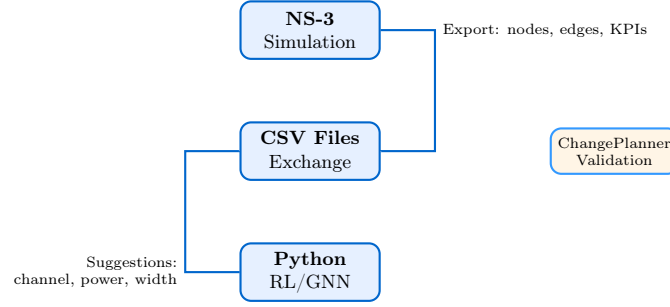 NS-3
Simulation
Export: nodes, edges, KPIs
CSV Files
Exchange
ChangePlanner
Validation
Suggestions:
channel, power, width
Python
RL/GNN